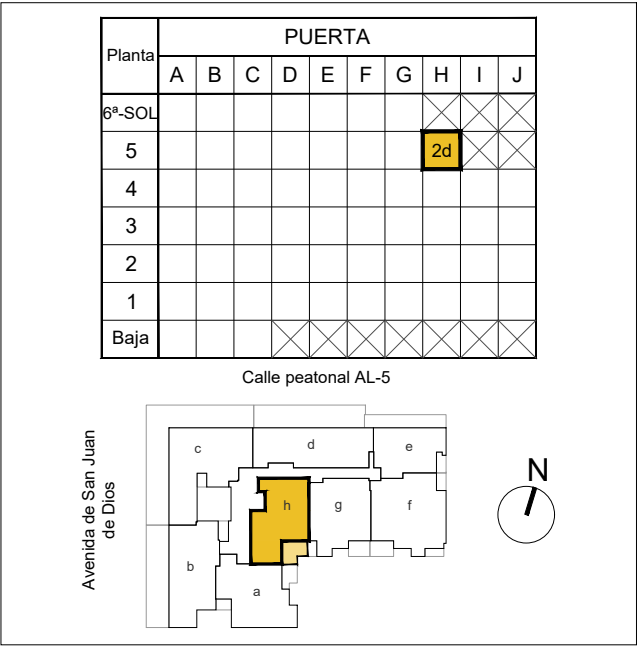 Planta
PUERTA
A B C D E F G H I J
6ª-SOL
5 2d
4
3
2
1
Baja
Calle peatonal AL-5
Avenida de San Juan
de Dios
c
d
e
h
g
f
b
a
N